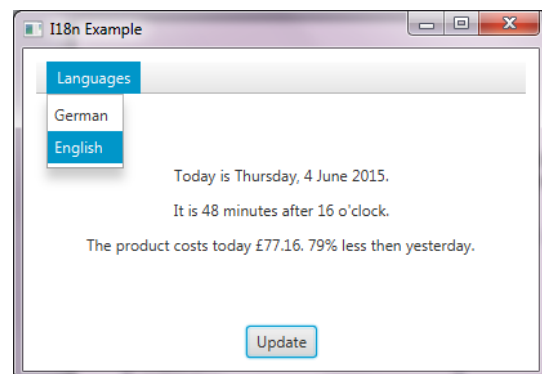 I18n Example
Languages
German
English
Today is Thursday, 4 June 2015.
It is 48 minutes after 16 o'clock.
The product costs today £77.16. 79% less then yesterday.
Update